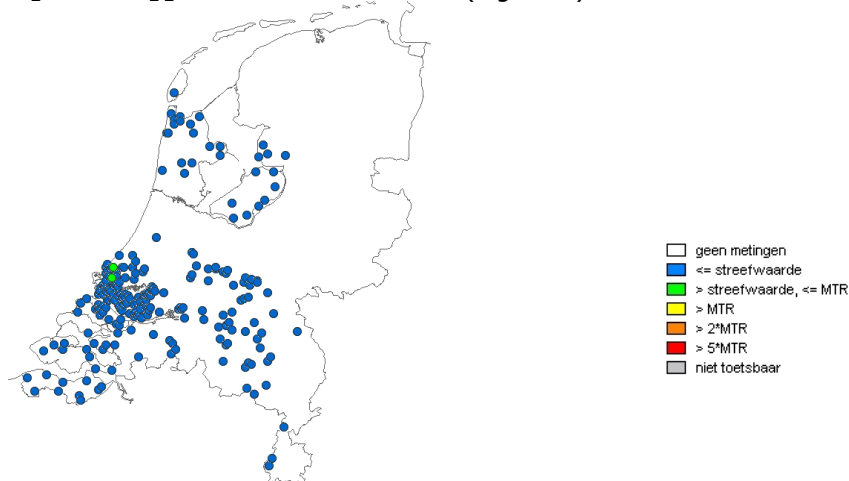 geen metingen
<= streefwaarde
> streefwaarde, <= MTR
> MTR
> 2*MTR
> 5*MTR
niet toetsbaar